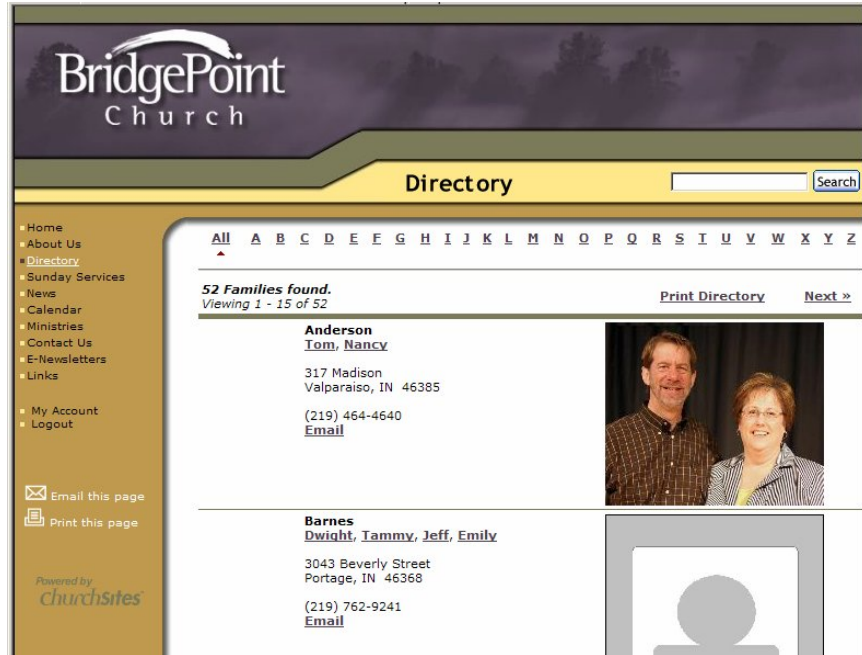 BridgePoint
Church
Directory
Search
Home
About Us
Directory
Sunday Services
News
Calendar
Ministries
Contact Us
E-Newsletters
Links
My Account
Logout
Email this page
Print this page
Powered by
churchsites
All A B C D E F G H I J K L M N O P Q R S T U V W X Y Z
52 Families found.
Viewing 1 - 15 of 52
Print Directory Next »
Anderson
Tom, Nancy
317 Madison
Valparaiso, IN 46385
(219) 464-4640
Email
Barnes
Dwight, Tammy, Jeff, Emily
3043 Beverly Street
Portage, IN 46368
(219) 762-9241
Email